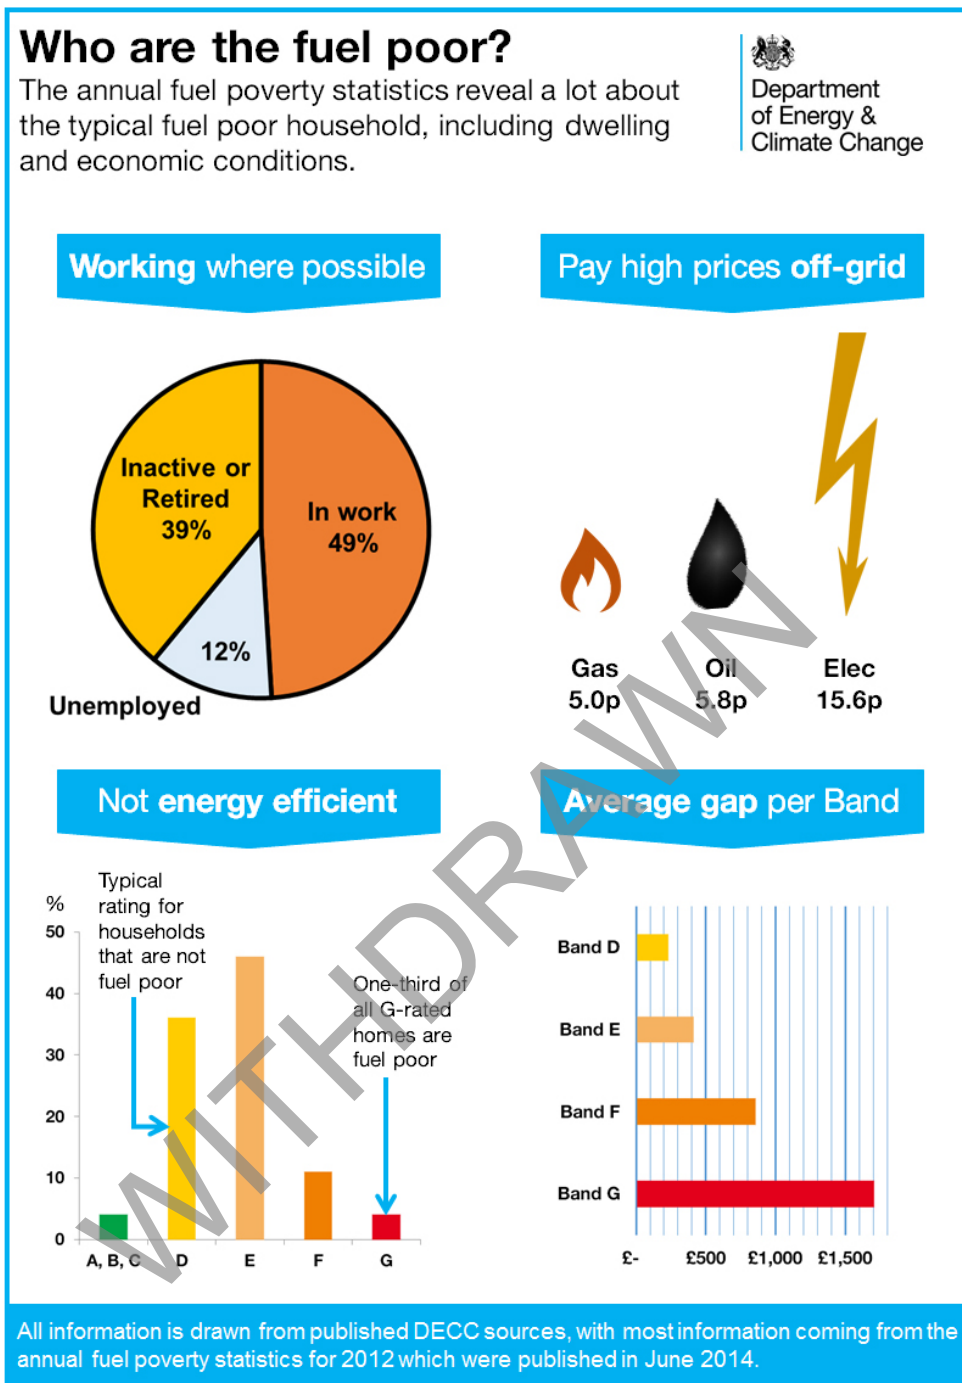 Who are the fuel poor?
The annual fuel poverty statistics reveal a lot about
the typical fuel poor household, including dwelling
and economic conditions.
Department
of Energy &
Climate Change
Working where possible
Inactive or
Retired
39%
In work
49%
12%
Unemployed
Pay high prices off-grid
Gas
5.0p
Oil
5.8p
Elec
15.6p
Not energy efficient
%
50
40
30
20
10
0
Typical
rating for
households
that are not
fuel poor
One-third of
all G-rated
homes are
fuel poor
A, B, C
D
E
F
G
Average gap per Band
Band D
Band E
Band F
Band G
£-
£500
£1,000
£1,500
WITHDRAWN
All information is drawn from published DECC sources, with most information coming from the
annual fuel poverty statistics for 2012 which were published in June 2014.